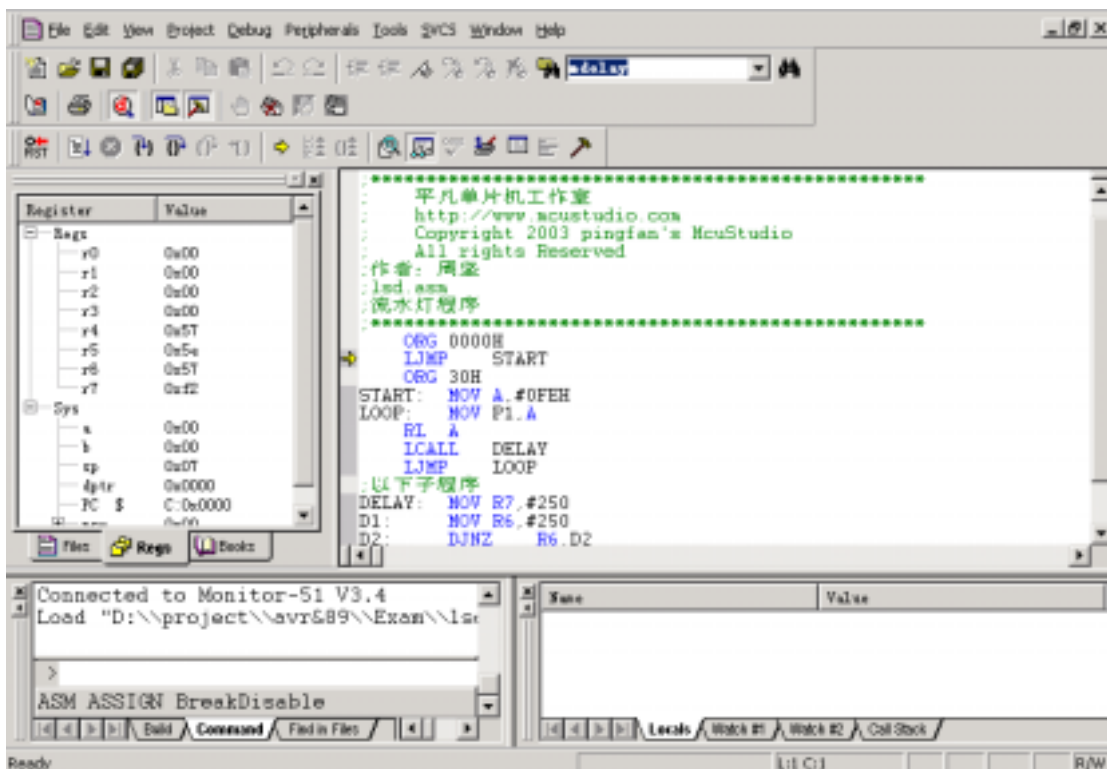 File Edit View Project Debug Peripherals Tools SVCS Window Help
mdelay
RST
Register Value
Regs
r0 0x00
r1 0x00
r2 0x00
r3 0x00
r4 0x57
r5 0x5e
r6 0x57
r7 0xf2
Sys
a 0x00
b 0x00
sp 0x07
dptr 0x0000
PC $ C:0x0000
psw 0x00
Files Regs Books
;**************************************************
; 平凡单片机工作室
; http://www.mcustudio.com
; Copyright 2003 pingfan's McuStudio
; All rights Reserved
;作者：周坚
;lsd.asm
;流水灯程序
;**************************************************
ORG 0000H
LJMP START
ORG 30H
START: MOV A,#0FEH
LOOP: MOV P1,A
RL A
LCALL DELAY
LJMP LOOP
;以下子程序
DELAY: MOV R7,#250
D1: MOV R6,#250
D2: DJNZ R6,D2
Connected to Monitor-51 V3.4
Load "D:\\project\\avr&89\\Exam\\lsd
>
ASM ASSIGN BreakDisable
Build Command Find in Files
Name Value
Locals Watch #1 Watch #2 Call Stack
Ready L:1 C:1 R/W